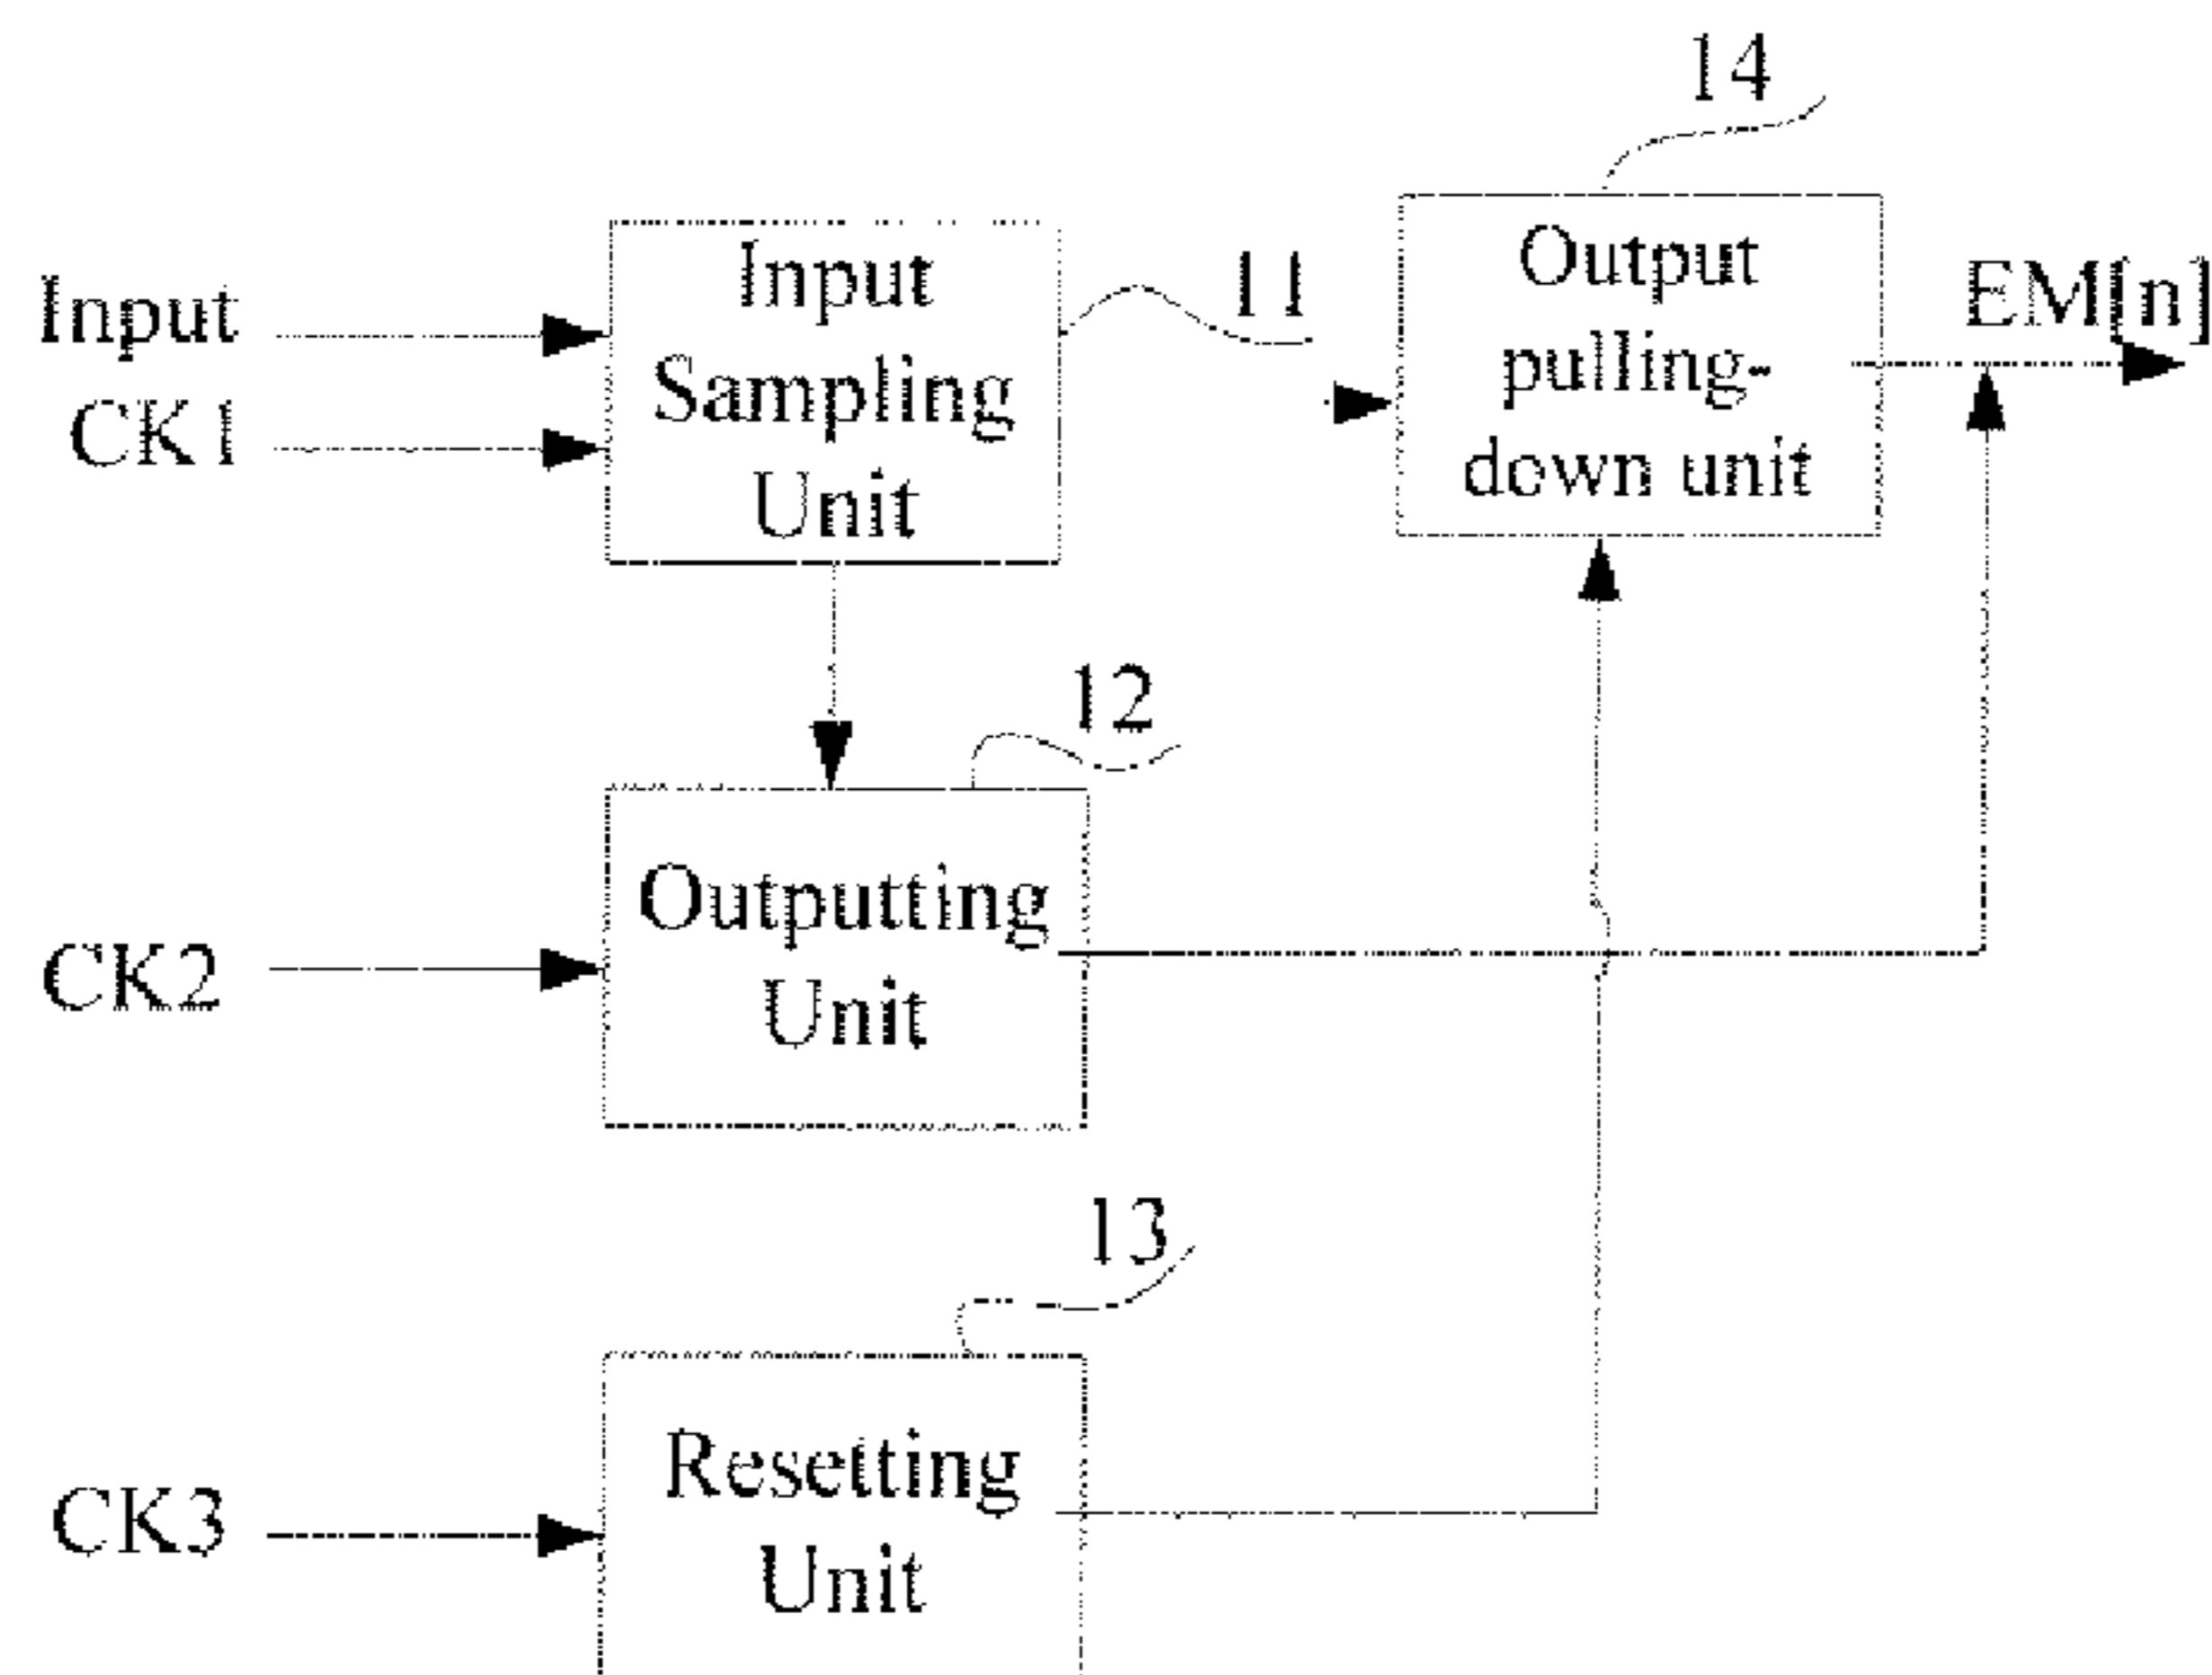 14
Input
Sampling
Unit
11
Output
pulling-
down unit
EM[n]
Input
CK1
12
Outputting
Unit
CK2
13
Resetting
Unit
CK3